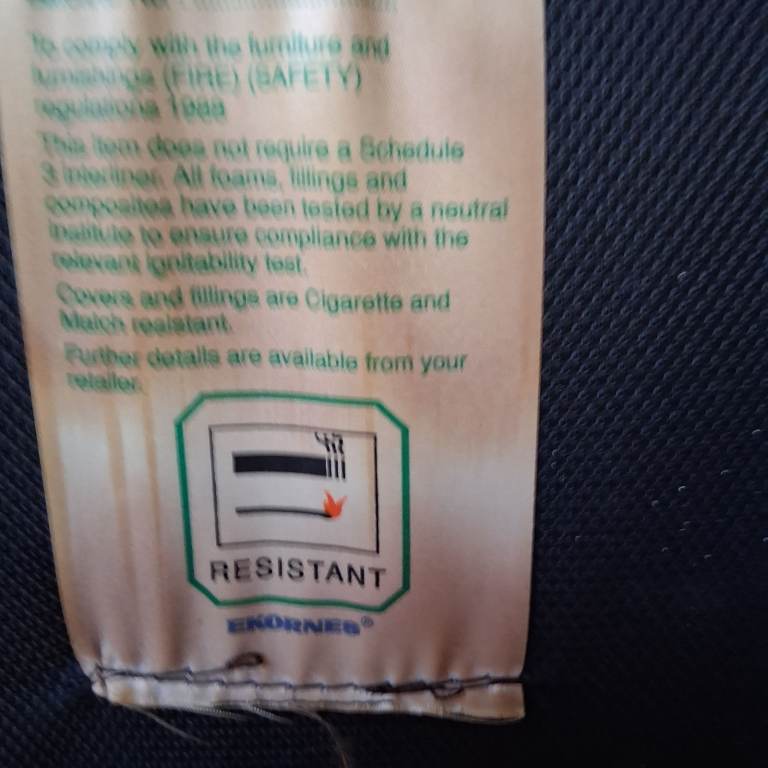 To comply with the furniture and
furnishings (FIRE) (SAFETY)
regulations 1988
This item does not require a Schedule
3 interliner. All foams, fillings and
composites have been tested by a neutral
institute to ensure compliance with the
relevant ignitability test.
Covers and fillings are Cigarette and
Match resistant.
Further details are available from your
retailer.
RESISTANT
EKORNES®